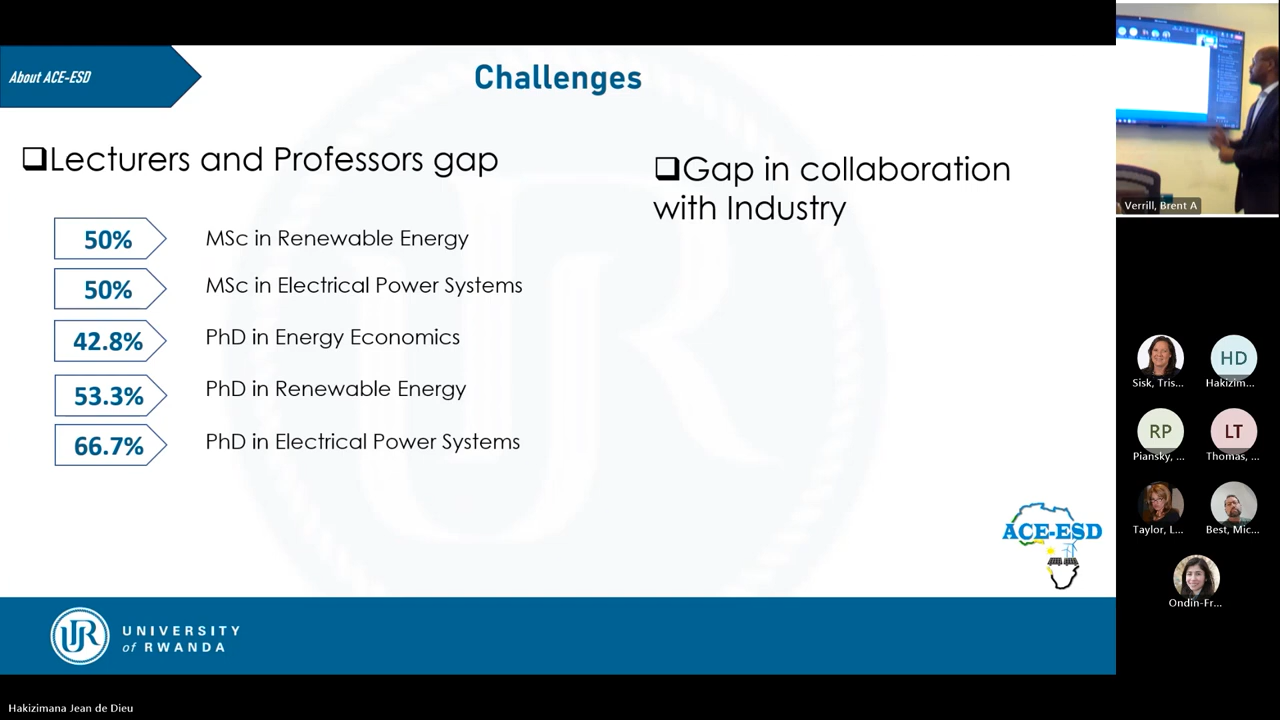 About ACE-ESD
Challenges
❑Lecturers and Professors gap
50% MSc in Renewable Energy
50% MSc in Electrical Power Systems
42.8% PhD in Energy Economics
53.3% PhD in Renewable Energy
66.7% PhD in Electrical Power Systems
❑Gap in collaboration
with Industry
ACE-ESD
UR
UNIVERSITY
of RWANDA
Hakizimana Jean de Dieu
Verrill, Brent A
Sisk, Tris...
HD
Hakizim...
RP
Piansky, ...
LT
Thomas, ...
Taylor, L...
Best, Mic...
Ondin-Fr...